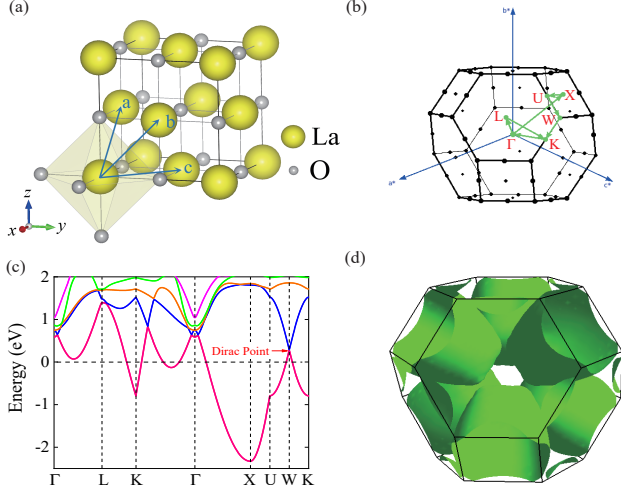 (a)
a
b
c
La
O
z
x
y
(b)
b*
U
X
L
W
Γ
K
a*
c*
(c)
Energy (eV)
2
1
0
-1
-2
Dirac Point
Γ
L
K
Γ
X
U
W
K
(d)